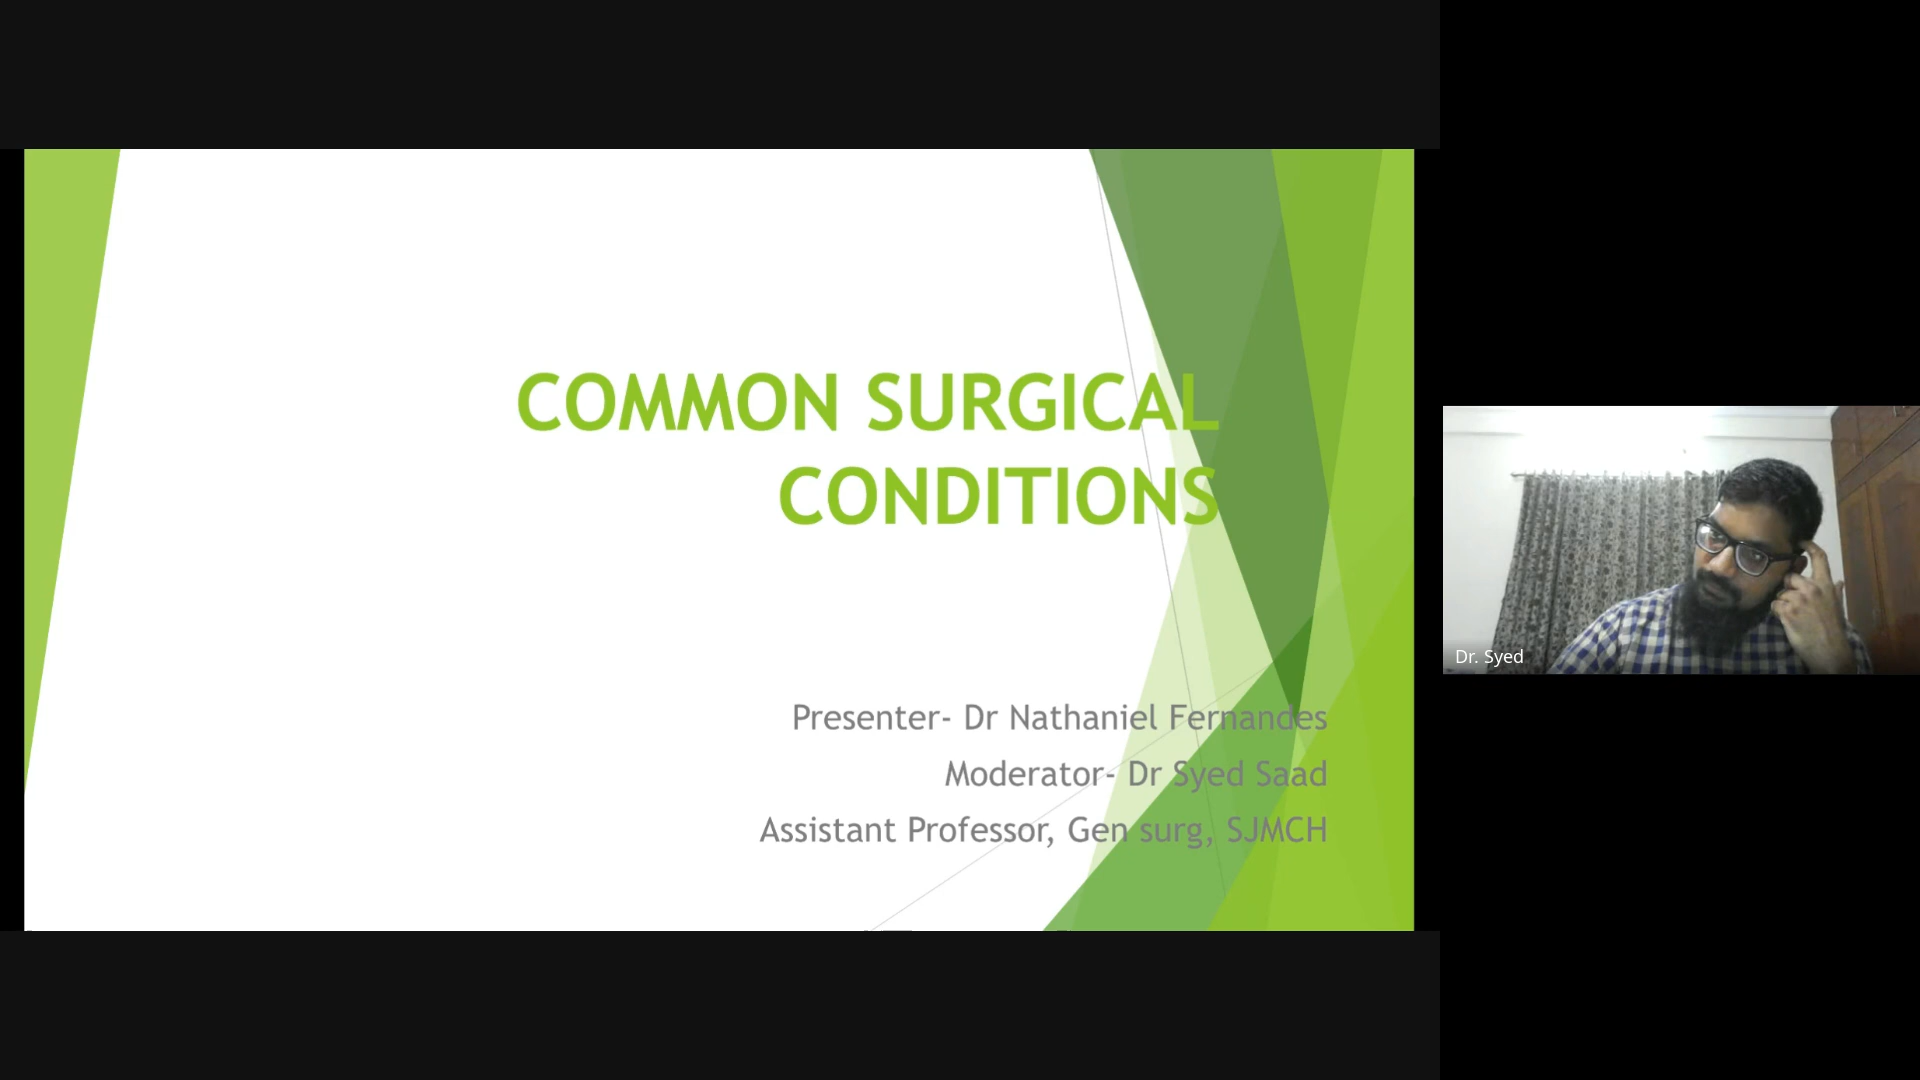 COMMON SURGICAL
CONDITIONS
Presenter- Dr Nathaniel Fernandes
Moderator- Dr Syed Saad
Assistant Professor, Gen surg, SJMCH
Dr. Syed